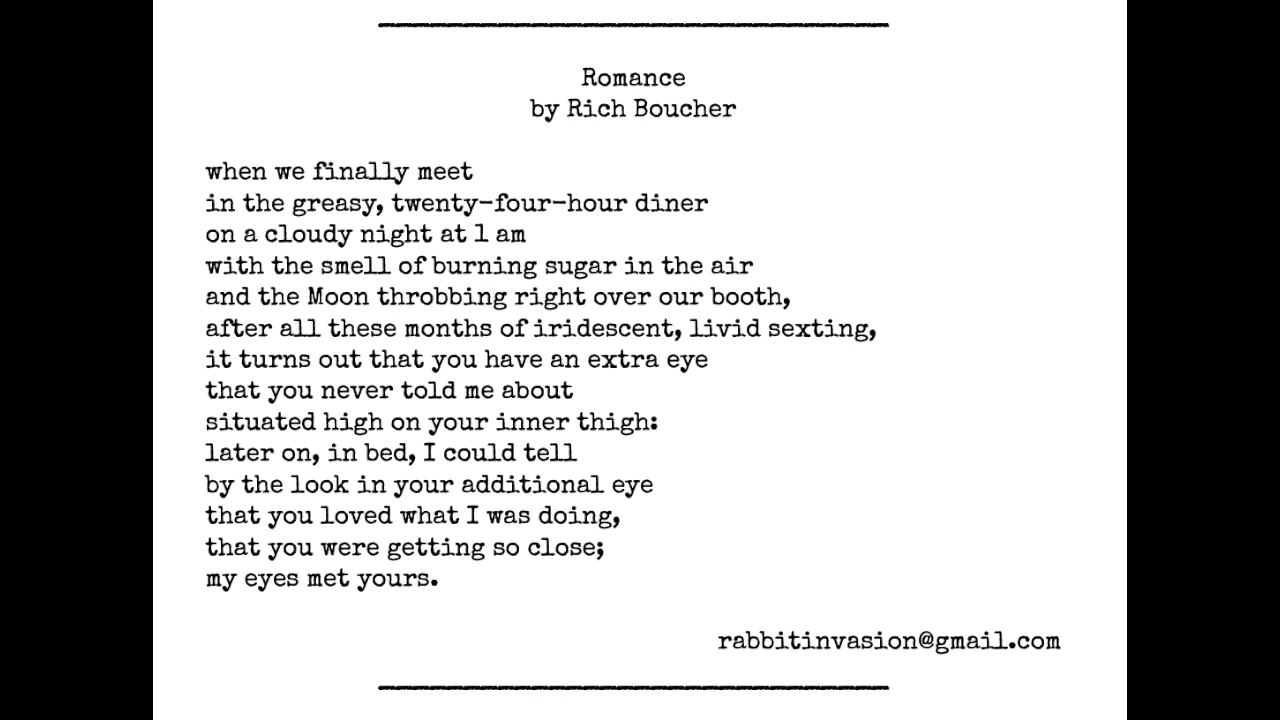 Romance
by Rich Boucher
when we finally meet
in the greasy, twenty-four-hour diner
on a cloudy night at 1 am
with the smell of burning sugar in the air
and the Moon throbbing right over our booth,
after all these months of iridescent, livid sexting,
it turns out that you have an extra eye
that you never told me about
situated high on your inner thigh:
later on, in bed, I could tell
by the look in your additional eye
that you loved what I was doing,
that you were getting so close;
my eyes met yours.
rabbitinvasion@gmail.com